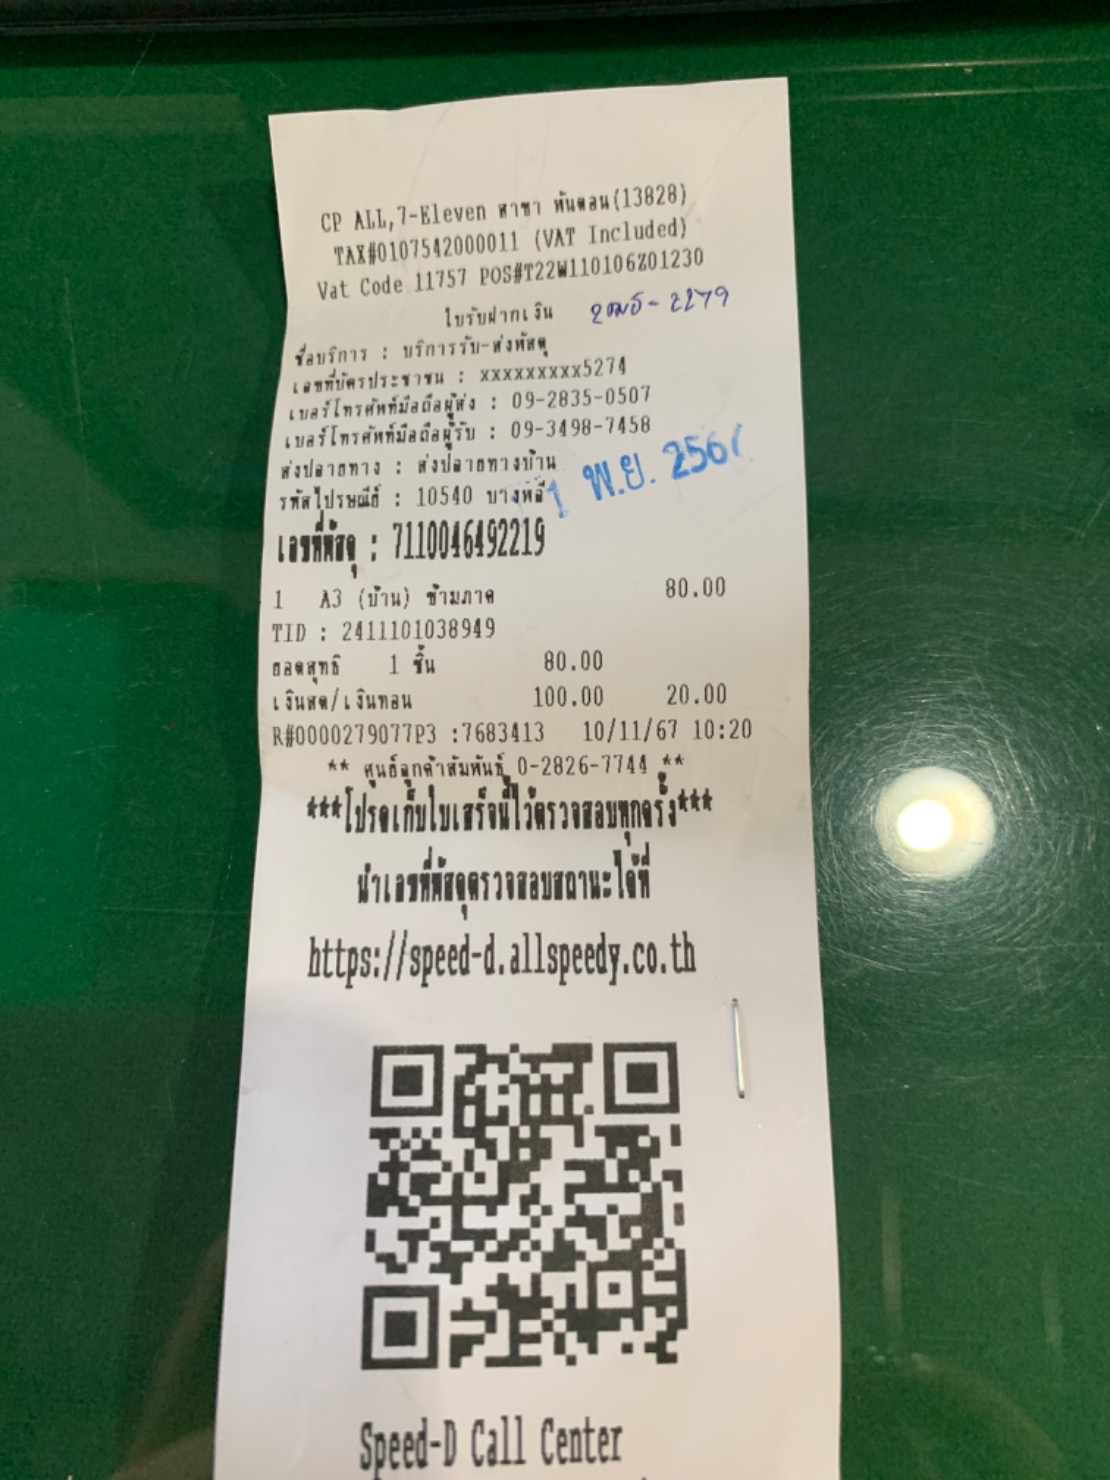 CP ALL,7-Eleven สาขา พันดอน(13828)
TAX#0107542000011 (VAT Included)
Vat Code 11757 POS#T22W110106Z01230
ใบรับฝากเงิน
2279
ชื่อบริการ : บริการรับ-ส่งพัสดุ
เลขที่บัตรประชาชน : xxxxxxxxx5274
เบอร์โทรศัพท์มือถือผู้ส่ง : 09-2835-0507
เบอร์โทรศัพท์มือถือผู้รับ : 09-3498-7458
ส่งปลายทาง : ส่งปลายทางบ้าน
1 พ.ย. 2567
รหัสไปรษณีย์ : 10540 บางพลี
เลขที่พัสดุ : 7110046492219
1 A3 (บ้าน) ข้ามภาค 80.00
TID : 2411101038949
ยอดสุทธิ 1 ชิ้น 80.00
เงินสด/เงินทอน 100.00 20.00
R#0000279077P3 :7683413 10/11/67 10:20
** ศูนย์ลูกค้าสัมพันธ์ 0-2826-7744 **
***โปรดเก็บใบเสร็จนี้ไว้ตรวจสอบทุกครั้ง***
นำเลขที่พัสดุตรวจสอบสถานะได้ที่
https://speed-d.allspeedy.co.th
Speed-D Call Center